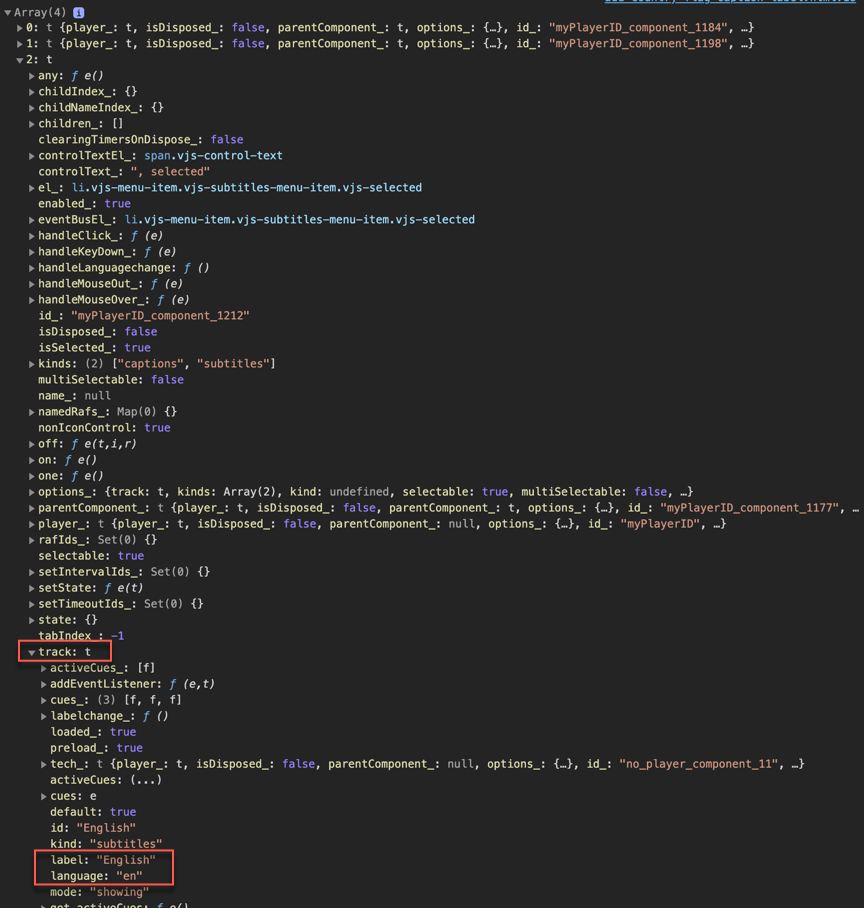 Array(4) i
0: t {player_: t, isDisposed_: false, parentComponent_: t, options_: {…}, id_: "myPlayerID_component_1184", …}
1: t {player_: t, isDisposed_: false, parentComponent_: t, options_: {…}, id_: "myPlayerID_component_1198", …}
2: t
any: ƒ e()
childIndex_: {}
childNameIndex_: {}
children_: []
clearingTimersOnDispose_: false
controlTextEl_: span.vjs-control-text
controlText_: ", selected"
el_: li.vjs-menu-item.vjs-subtitles-menu-item.vjs-selected
enabled_: true
eventBusEl_: li.vjs-menu-item.vjs-subtitles-menu-item.vjs-selected
handleClick_: ƒ (e)
handleKeyDown_: ƒ (e)
handleLanguagechange: ƒ ()
handleMouseOut_: ƒ (e)
handleMouseOver_: ƒ (e)
id_: "myPlayerID_component_1212"
isDisposed_: false
isSelected_: true
kinds: (2) ["captions", "subtitles"]
multiSelectable: false
name_: null
namedRafs_: Map(0) {}
nonIconControl: true
off: ƒ e(t,i,r)
on: ƒ e()
one: ƒ e()
options_: {track: t, kinds: Array(2), kind: undefined, selectable: true, multiSelectable: false, …}
parentComponent_: t {player_: t, isDisposed_: false, parentComponent_: t, options_: {…}, id_: "myPlayerID_component_1177", …
player_: t {player_: t, isDisposed_: false, parentComponent_: null, options_: {…}, id_: "myPlayerID", …}
rafIds_: Set(0) {}
selectable: true
setIntervalIds_: Set(0) {}
setState: ƒ e(t)
setTimeoutIds_: Set(0) {}
state: {}
tabIndex_: -1
track: t
activeCues_: [f]
addEventListener: ƒ (e,t)
cues_: (3) [f, f, f]
labelchange_: ƒ ()
loaded_: true
preload_: true
tech_: t {player_: t, isDisposed_: false, parentComponent_: null, options_: {…}, id_: "no_player_component_11", …}
activeCues: (...)
cues: e
default: true
id: "English"
kind: "subtitles"
label: "English"
language: "en"
mode: "showing"
get activeCues: ƒ e()